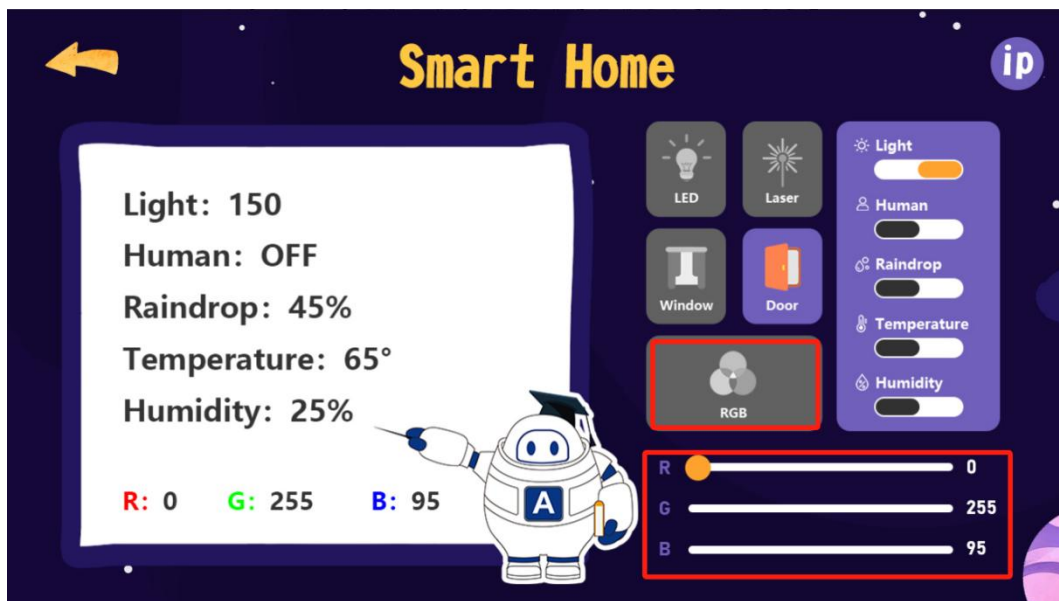 Smart Home
ip
Light: 150
Human: OFF
Raindrop: 45%
Temperature: 65°
Humidity: 25%
R: 0 G: 255 B: 95
A
LED
Laser
Window
Door
RGB
Light
Human
Raindrop
Temperature
Humidity
R 0
G 255
B 95